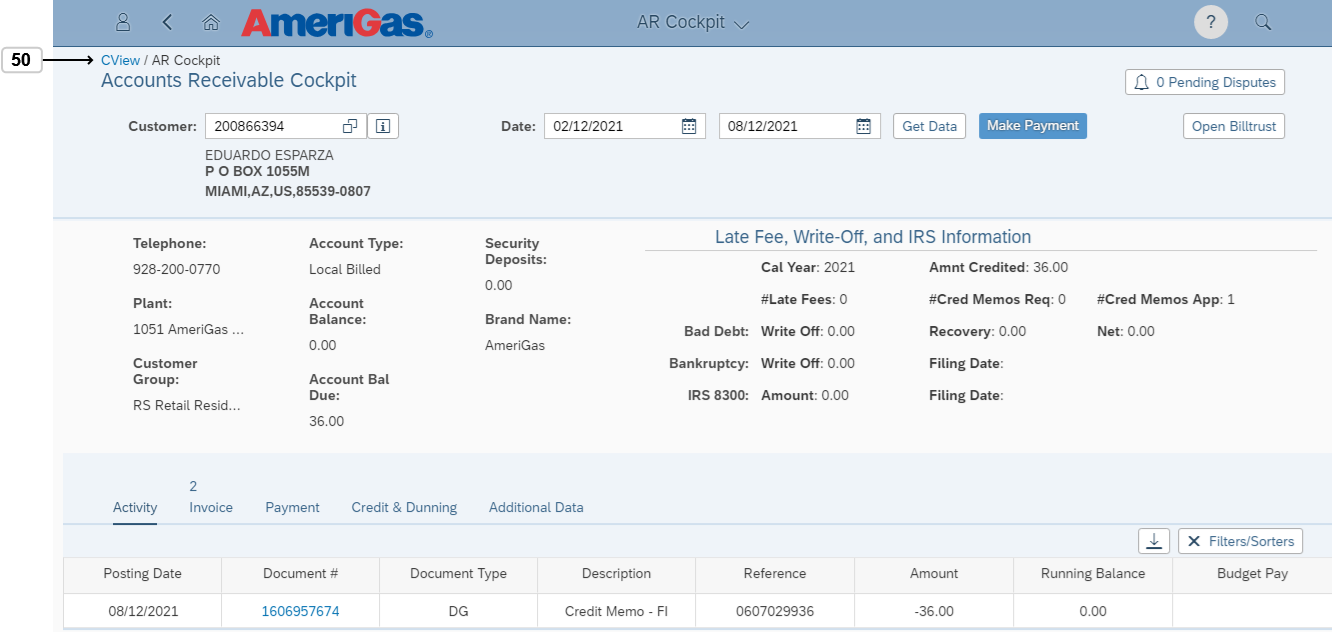 AmeriGas®
AR Cockpit
?
50
CView / AR Cockpit
Accounts Receivable Cockpit
0 Pending Disputes
Customer: 200866394
Date: 02/12/2021 08/12/2021 Get Data Make Payment Open Billtrust
EDUARDO ESPARZA
P O BOX 1055M
MIAMI,AZ,US,85539-0807
Telephone:
928-200-0770
Plant:
1051 AmeriGas ...
Customer
Group:
RS Retail Resid...
Account Type:
Local Billed
Account
Balance:
0.00
Account Bal
Due:
36.00
Security
Deposits:
0.00
Brand Name:
AmeriGas
Late Fee, Write-Off, and IRS Information
Cal Year: 2021 Amnt Credited: 36.00
#Late Fees: 0 #Cred Memos Req: 0 #Cred Memos App: 1
Bad Debt: Write Off: 0.00 Recovery: 0.00 Net: 0.00
Bankruptcy: Write Off: 0.00 Filing Date:
IRS 8300: Amount: 0.00 Filing Date:
2
Activity Invoice Payment Credit & Dunning Additional Data
Filters/Sorters
Posting Date Document # Document Type Description Reference Amount Running Balance Budget Pay
08/12/2021 1606957674 DG Credit Memo - FI 0607029936 -36.00 0.00